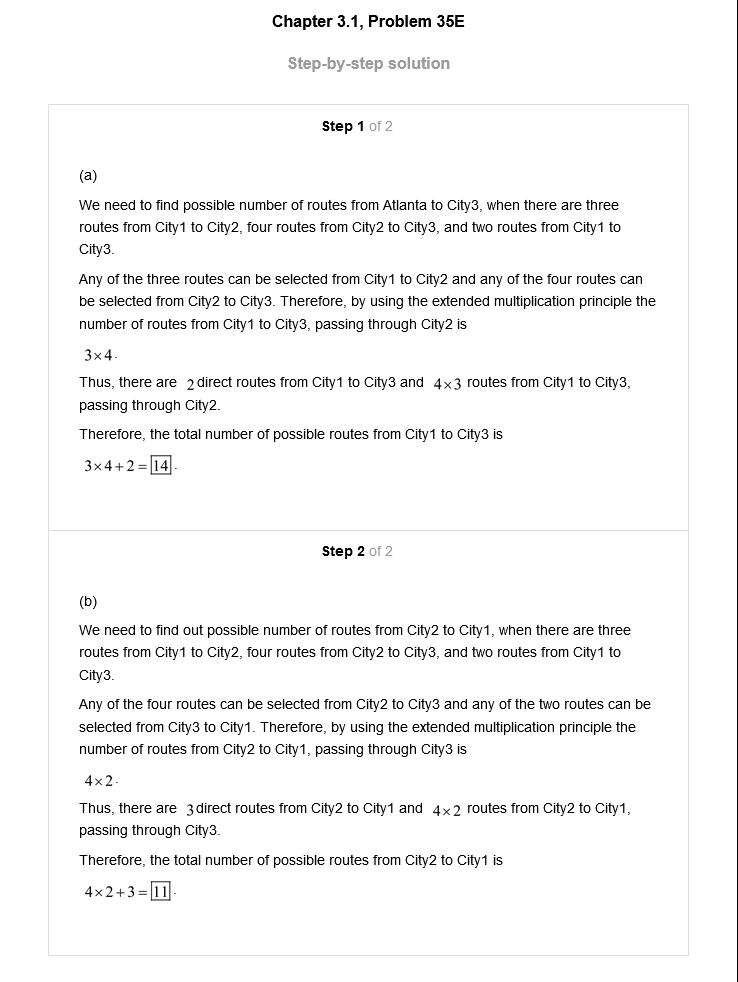 Chapter 3.1, Problem 35E
Step-by-step solution
Step 1 of 2
(a)
We need to find possible number of routes from Atlanta to City3, when there are three
routes from City1 to City2, four routes from City2 to City3, and two routes from City1 to
City3.
Any of the three routes can be selected from City1 to City2 and any of the four routes can
be selected from City2 to City3. Therefore, by using the extended multiplication principle the
number of routes from City1 to City3, passing through City2 is
3×4.
Thus, there are 2 direct routes from City1 to City3 and 4×3 routes from City1 to City3,
passing through City2.
Therefore, the total number of possible routes from City1 to City3 is
3×4+2=14.
Step 2 of 2
(b)
We need to find out possible number of routes from City2 to City1, when there are three
routes from City1 to City2, four routes from City2 to City3, and two routes from City1 to
City3.
Any of the four routes can be selected from City2 to City3 and any of the two routes can be
selected from City3 to City1. Therefore, by using the extended multiplication principle the
number of routes from City2 to City1, passing through City3 is
4×2.
Thus, there are 3 direct routes from City2 to City1 and 4×2 routes from City2 to City1,
passing through City3.
Therefore, the total number of possible routes from City2 to City1 is
4×2+3=11.